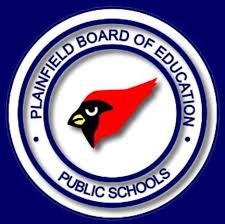 PLAINFIELD BOARD OF EDUCATION
PUBLIC SCHOOLS